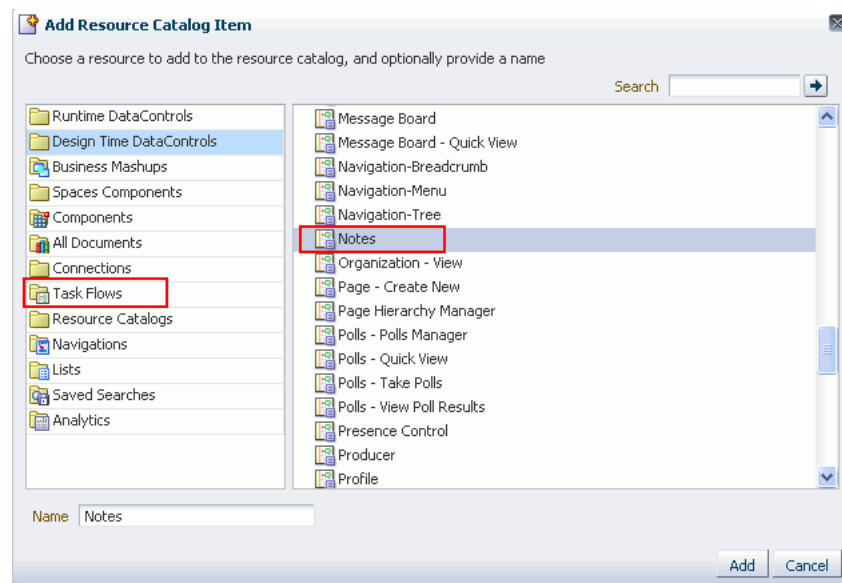 Add Resource Catalog Item
Choose a resource to add to the resource catalog, and optionally provide a name
Search
Runtime DataControls
Design Time DataControls
Business Mashups
Spaces Components
Components
All Documents
Connections
Task Flows
Resource Catalogs
Navigations
Lists
Saved Searches
Analytics
Message Board
Message Board - Quick View
Navigation-Breadcrumb
Navigation-Menu
Navigation-Tree
Notes
Organization - View
Page - Create New
Page Hierarchy Manager
Polls - Polls Manager
Polls - Quick View
Polls - Take Polls
Polls - View Poll Results
Presence Control
Producer
Profile
Name Notes
Add Cancel